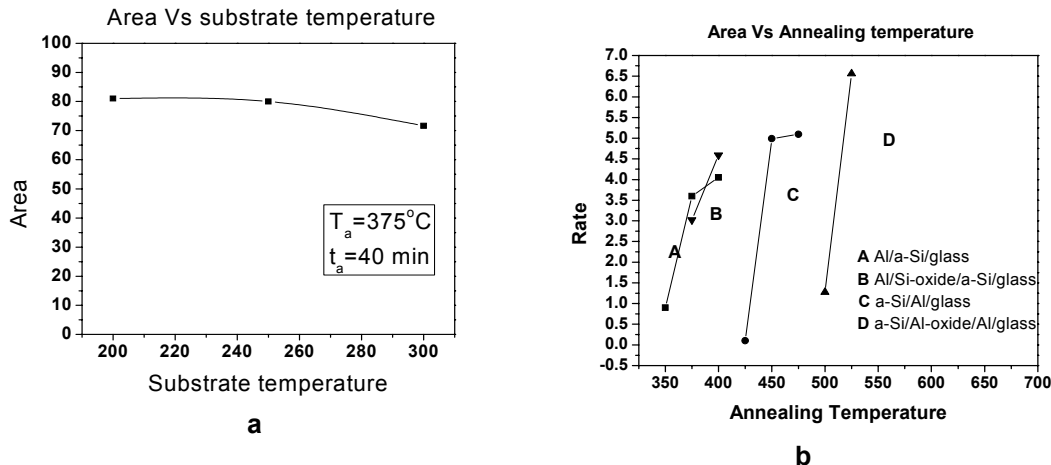 Area Vs substrate temperature
100
90
80
70
60
50
40
30
20
10
0
Area
T_a=375°C
t_a=40 min
200 220 240 260 280 300
Substrate temperature
a
Area Vs Annealing temperature
7.0
6.5
6.0
5.5
5.0
4.5
4.0
3.5
3.0
2.5
2.0
1.5
1.0
0.5
0.0
-0.5
Rate
A
B
C
D
A Al/a-Si/glass
B Al/Si-oxide/a-Si/glass
C a-Si/Al/glass
D a-Si/Al-oxide/Al/glass
350 400 450 500 550 600 650 700
Annealing Temperature
b